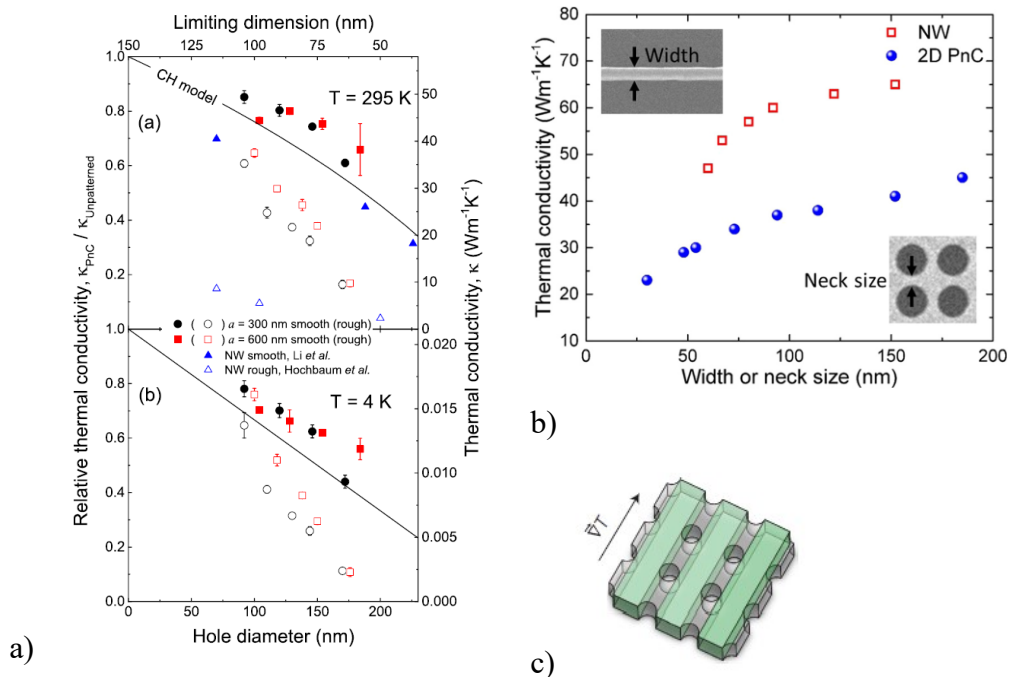 Limiting dimension (nm)
150 125 100 75 50
1.0
0.8
0.6
0.4
0.2
1.0
0.8
0.6
0.4
0.2
0.0
Relative thermal conductivity, κPnC / κUnpatterned
CH model
T = 295 K
(a)
50
40
30
20
10
0
0.020
0.015
0.010
0.005
0.000
Thermal conductivity, κ (Wm⁻¹K⁻¹)
( ) a = 300 nm smooth (rough)
( ) a = 600 nm smooth (rough)
NW smooth, Li et al.
NW rough, Hochbaum et al.
(b)
T = 4 K
0 50 100 150 200
Hole diameter (nm)
a)
Thermal conductivity (Wm⁻¹K⁻¹)
80
70
60
50
40
30
20
10
Width
NW
2D PnC
Neck size
0 50 100 150 200
Width or neck size (nm)
b)
∇T
c)